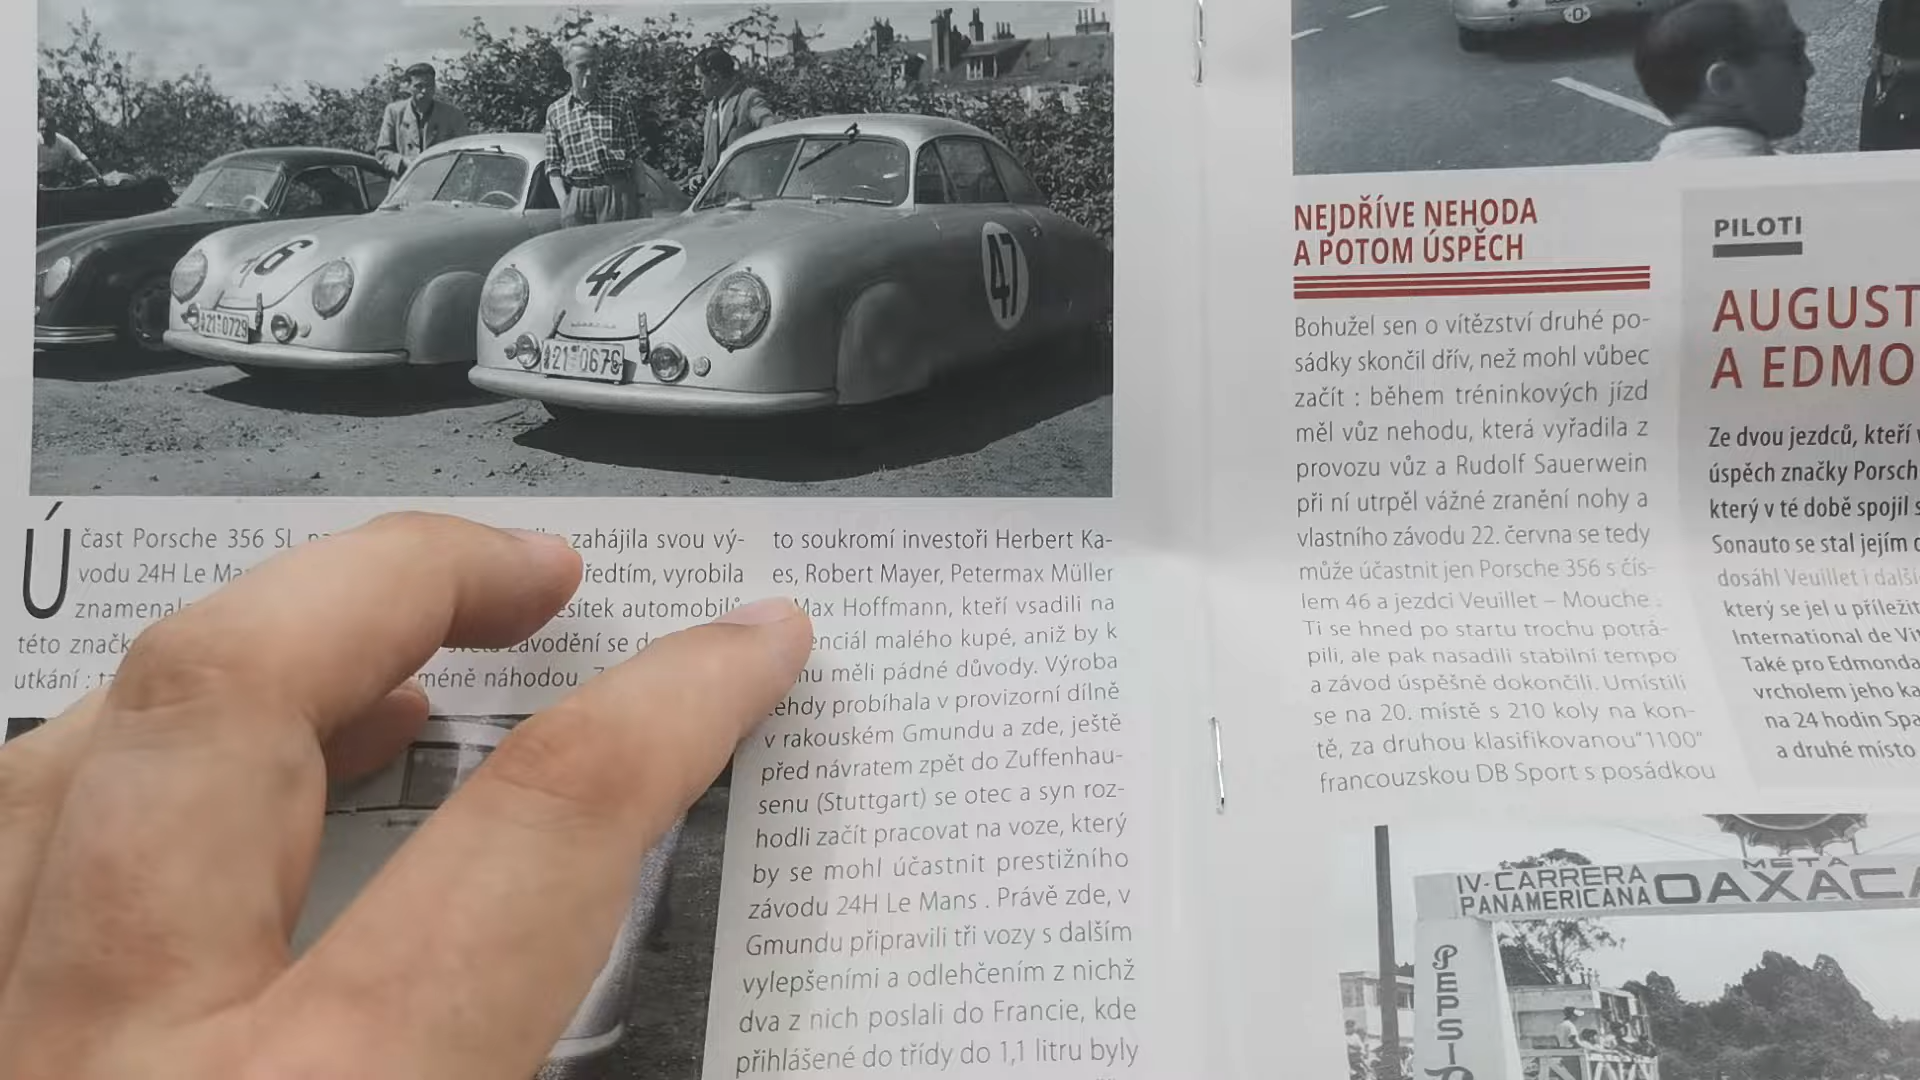 46
47
47
21-0729
21-0676
Účast Porsche 356 SL zahájila svou vý-
vodu 24H Le předtím, vyrobila
automobilů
této
závodění se
utkání : méně náhodou.
to soukromí investoři Herbert Ka-
es, Robert Mayer, Petermax Müller
Max Hoffmann, kteří vsadili na
malého kupé, aniž by k
měli pádné důvody. Výroba
tehdy probíhala v provizorní dílně
v rakouském Gmundu a zde, ještě
před návratem zpět do Zuffenhau-
senu (Stuttgart) se otec a syn roz-
hodli začít pracovat na voze, který
by se mohl účastnit prestižního
závodu 24H Le Mans . Právě zde, v
Gmundu připravili tři vozy s dalším
vylepšeními a odlehčením z nichž
dva z nich poslali do Francie, kde
přihlášené do třídy do 1,1 litru byly
NEJDŘÍVE NEHODA
A POTOM ÚSPĚCH
Bohužel sen o vítězství druhé po-
sádky skončil dřív, než mohl vůbec
začít : během tréninkových jízd
měl vůz nehodu, která vyřadila z
provozu vůz a Rudolf Sauerwein
při ní utrpěl vážné zranění nohy a
vlastního závodu 22. června se tedy
může účastnit jen Porsche 356 s čís-
lem 46 a jezdci Veuillet – Mouche .
Ti se hned po startu trochu potrá-
pili, ale pak nasadili stabilní tempo
a závod úspěšně dokončili. Umístili
se na 20. místě s 210 koly na kon-
tě, za druhou klasifikovanou"1100"
francouzskou DB Sport s posádkou
PILOTI
AUGUST
A EDMO
Ze dvou jezdců, kteří
úspěch značky Porsch
který v té době spojil s
Sonauto se stal jejím
dosáhl Veuillet i další
který se jel u příležit
International de Vi
Také pro Edmonda
vrcholem jeho ka
na 24 hodin Spa
a druhé místo
META
IV-CARRERA
PANAMERICANA
OAXACA
PEPSI